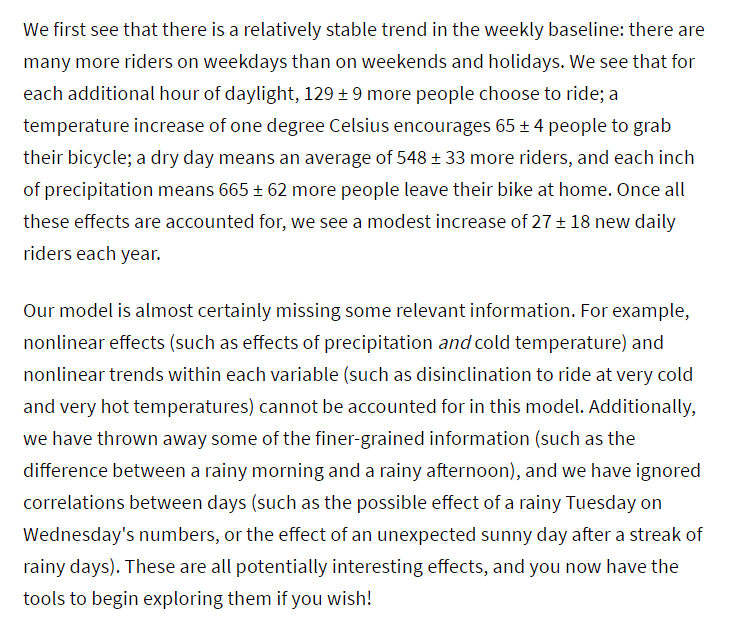 We first see that there is a relatively stable trend in the weekly baseline: there are
many more riders on weekdays than on weekends and holidays. We see that for
each additional hour of daylight, 129 ± 9 more people choose to ride; a
temperature increase of one degree Celsius encourages 65 ± 4 people to grab
their bicycle; a dry day means an average of 548 ± 33 more riders, and each inch
of precipitation means 665 ± 62 more people leave their bike at home. Once all
these effects are accounted for, we see a modest increase of 27 ± 18 new daily
riders each year.
Our model is almost certainly missing some relevant information. For example,
nonlinear effects (such as effects of precipitation and cold temperature) and
nonlinear trends within each variable (such as disinclination to ride at very cold
and very hot temperatures) cannot be accounted for in this model. Additionally,
we have thrown away some of the finer-grained information (such as the
difference between a rainy morning and a rainy afternoon), and we have ignored
correlations between days (such as the possible effect of a rainy Tuesday on
Wednesday's numbers, or the effect of an unexpected sunny day after a streak of
rainy days). These are all potentially interesting effects, and you now have the
tools to begin exploring them if you wish!